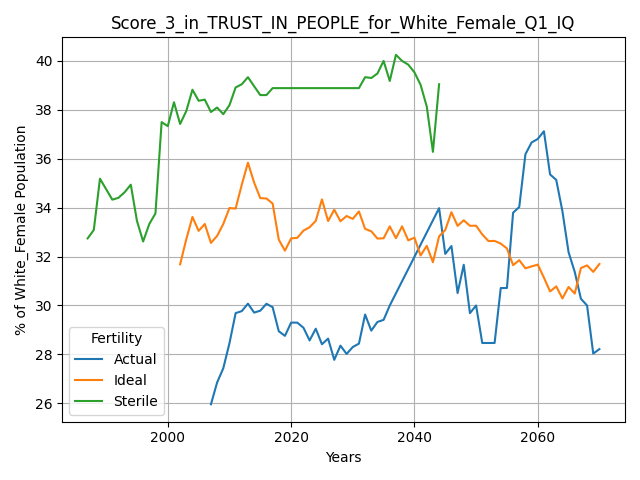 Score_3_in_TRUST_IN_PEOPLE_for_White_Female_Q1_IQ
% of White_Female Population
40
38
36
34
32
30
28
26
Fertility
Actual
Ideal
Sterile
2000
2020
2040
2060
Years